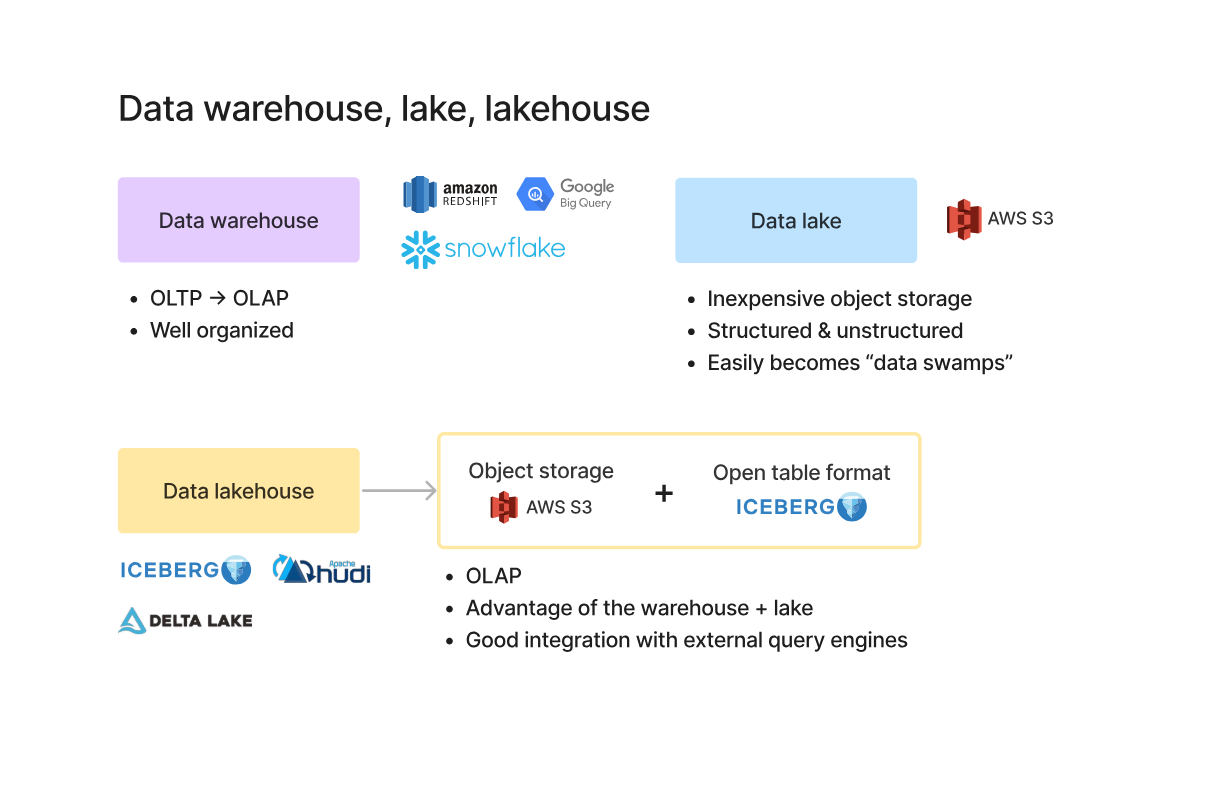 Data warehouse, lake, lakehouse
Data warehouse
amazon
REDSHIFT
Google
Big Query
snowflake
• OLTP → OLAP
• Well organized
Data lake
AWS S3
• Inexpensive object storage
• Structured & unstructured
• Easily becomes “data swamps”
Data lakehouse
ICEBERG
Apache
hudi
DELTA LAKE
Object storage
AWS S3
+
Open table format
ICEBERG
• OLAP
• Advantage of the warehouse + lake
• Good integration with external query engines